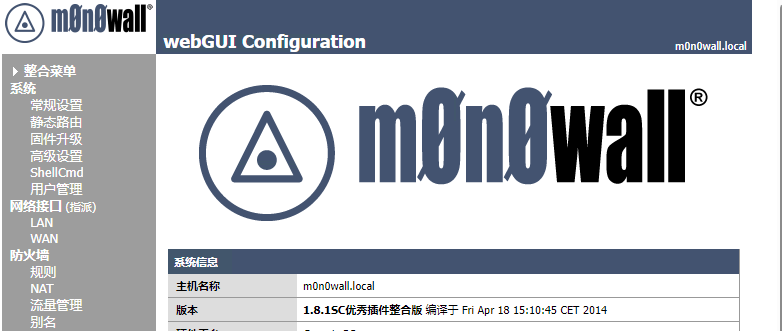 m0n0wall®
webGUI Configuration
m0n0wall.local
整合菜单
系统
常规设置
静态路由
固件升级
高级设置
ShellCmd
用户管理
网络接口 (指派)
LAN
WAN
防火墙
规则
NAT
流量管理
别名
m0n0wall®
系统信息
主机名称 m0n0wall.local
版本 1.8.1SC优秀插件整合版 编译于 Fri Apr 18 15:10:45 CET 2014